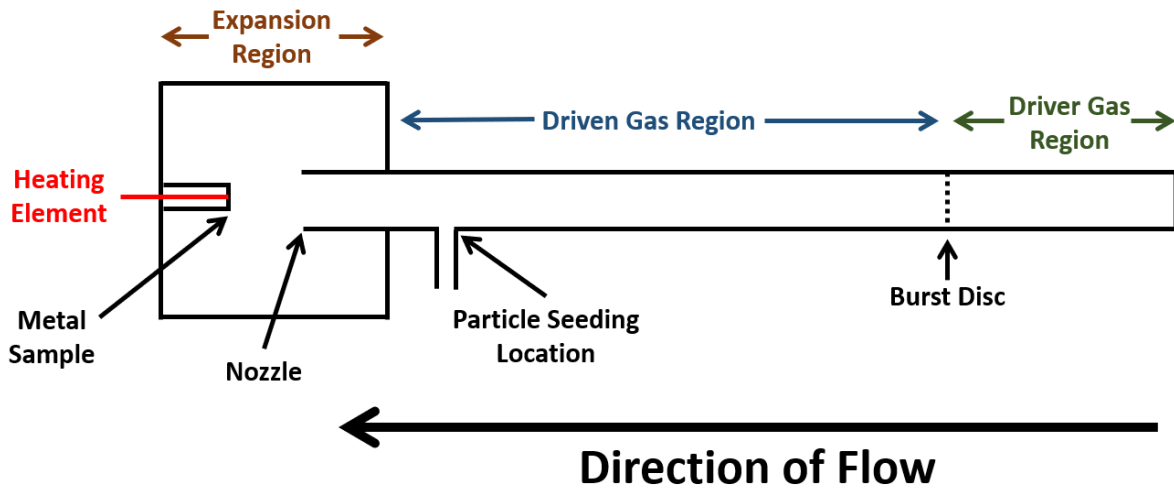 Expansion
Region
Driven Gas Region
Driver Gas
Region
Heating
Element
Burst Disc
Particle Seeding
Location
Metal
Sample
Nozzle
Direction of Flow